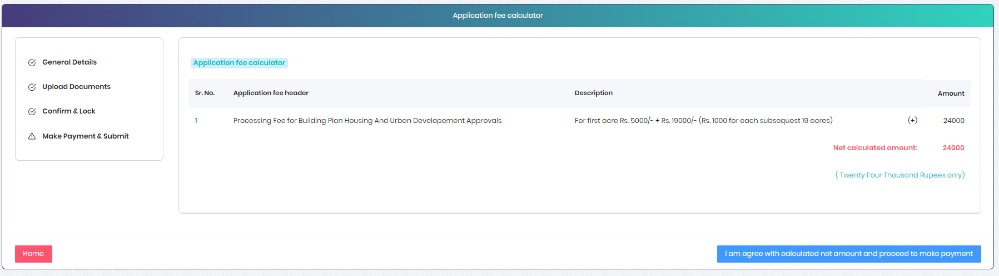 Application fee calculator
General Details
Upload Documents
Confirm & Lock
Make Payment & Submit
Application fee calculator
Sr. No. Application fee header Description Amount
1 Processing Fee for Building Plan Housing And Urban Developement Approvals For first acre Rs. 5000/- + Rs. 19000/- (Rs. 1000 for each subsequest 19 acres) (+) 24000
Net calculated amount: 24000
( Twenty Four Thousand Rupees only)
Home I am agree with calculated net amount and proceed to make payment